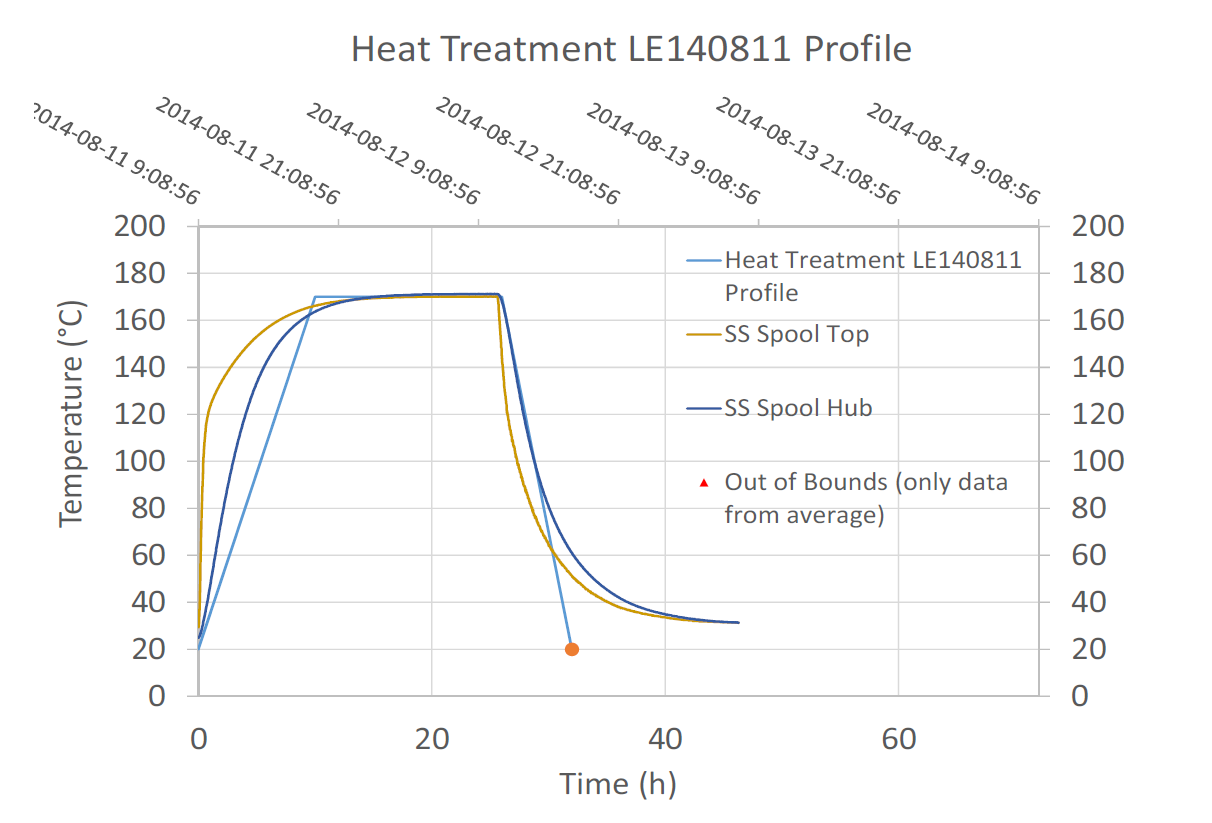 Heat Treatment LE140811 Profile
2014-08-11 9:08:56
2014-08-11 21:08:56
2014-08-12 9:08:56
2014-08-12 21:08:56
2014-08-13 9:08:56
2014-08-13 21:08:56
2014-08-14 9:08:56
200
180
160
140
120
100
80
60
40
20
0
Temperature (°C)
Heat Treatment LE140811
Profile
SS Spool Top
SS Spool Hub
Out of Bounds (only data
from average)
200
180
160
140
120
100
80
60
40
20
0
0 20 40 60
Time (h)